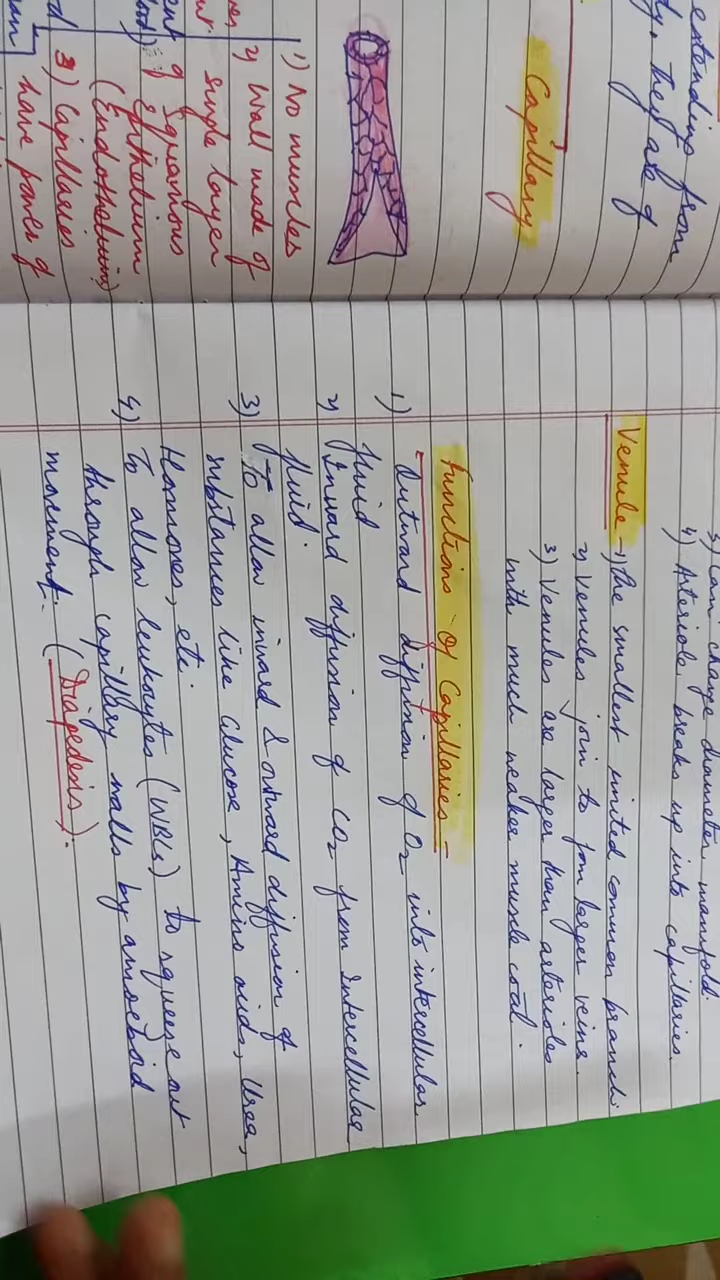 extending from
they are of
Capillary
1) No muscles
2) Wall made of
single layer
of Squamous
epithelium
(Endothelium)
3) Capillaries
have power of
5) Can change diameter manifold.
4) Arteriole breaks up into capillaries.
Venule - 1) The smallest united common branch.
2) Venules join to form larger veins.
3) Venules are larger than arterioles
with much weaker muscle coat.
Functions of Capillaries -
1) Outward diffusion of O2 into intercellular
fluid
2) Inward diffusion of CO2 from Intercellular
fluid.
3) To allow inward & outward diffusion of
substances like Glucose, Amino acids, Urea,
Hormones, etc.
4) To allow leukocytes (WBCs) to squeeze out
through capillary walls by amoeboid
movement. (Diapedesis).